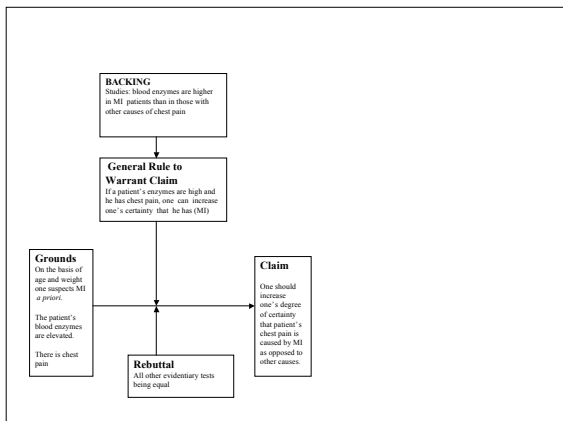 BACKING
Studies: blood enzymes are higher
in MI patients than in those with
other causes of chest pain
General Rule to
Warrant Claim
If a patient's enzymes are high and
he has chest pain, one can increase
one's certainty that he has (MI)
Grounds
On the basis of
age and weight
one suspects MI
a priori.
The patient's
blood enzymes
are elevated.
There is chest
pain
Claim
One should
increase
one's degree
of certainty
that patient's
chest pain is
caused by MI
as opposed to
other causes.
Rebuttal
All other evidentiary tests
being equal